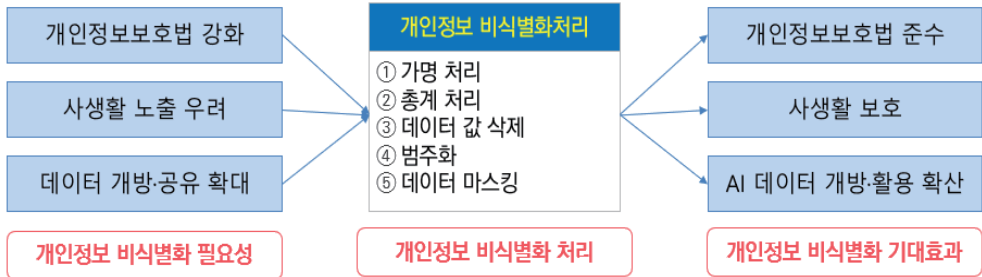 개인정보보호법 강화
사생활 노출 우려
데이터 개방·공유 확대
개인정보 비식별화 필요성
개인정보 비식별화처리
① 가명 처리
② 총계 처리
③ 데이터 값 삭제
④ 범주화
⑤ 데이터 마스킹
개인정보 비식별화 처리
개인정보보호법 준수
사생활 보호
AI 데이터 개방·활용 확산
개인정보 비식별화 기대효과